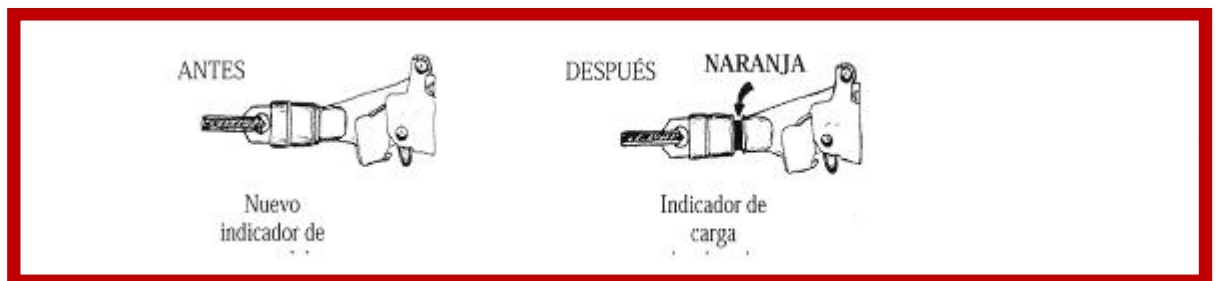 ANTES
Nuevo
indicador de
DESPUÉS
NARANJA
Indicador de
carga